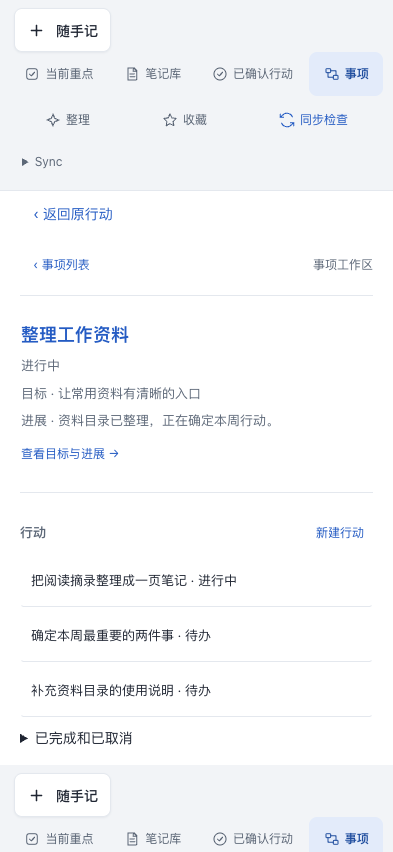 随手记
当前重点 笔记库 已确认行动 事项
整理 收藏 同步检查
▶ Sync
‹ 返回原行动
‹ 事项列表 事项工作区
整理工作资料
进行中
目标 · 让常用资料有清晰的入口
进展 · 资料目录已整理，正在确定本周行动。
查看目标与进展 →
行动 新建行动
把阅读摘录整理成一页笔记 · 进行中
确定本周最重要的两件事 · 待办
补充资料目录的使用说明 · 待办
▶ 已完成和已取消
随手记
当前重点 笔记库 已确认行动 事项